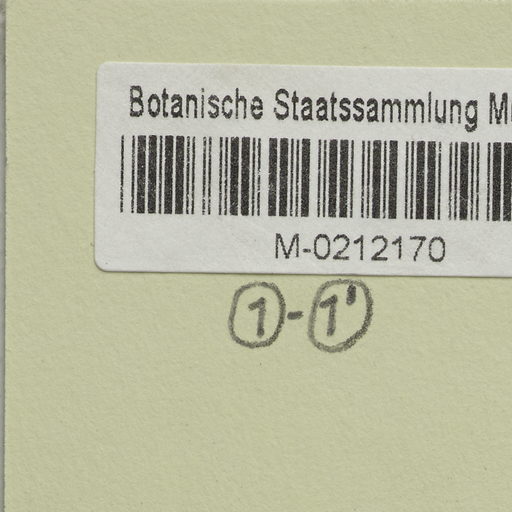 Botanische Staatssammlung
M-0212170
1-1'